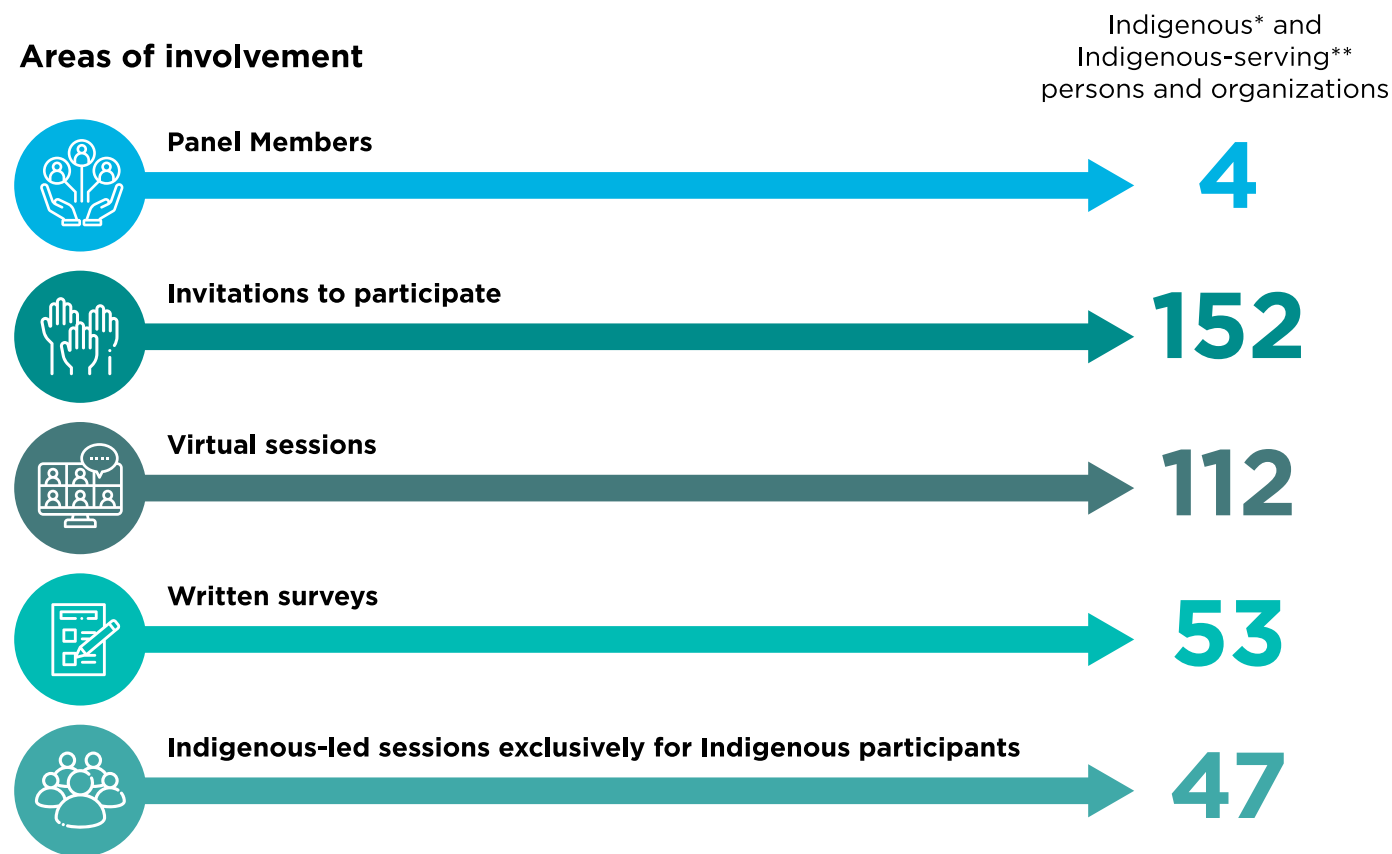 Areas of involvement
Indigenous* and
Indigenous-serving**
persons and organizations
Panel Members
4
Invitations to participate
152
Virtual sessions
112
Written surveys
53
Indigenous-led sessions exclusively for Indigenous participants
47